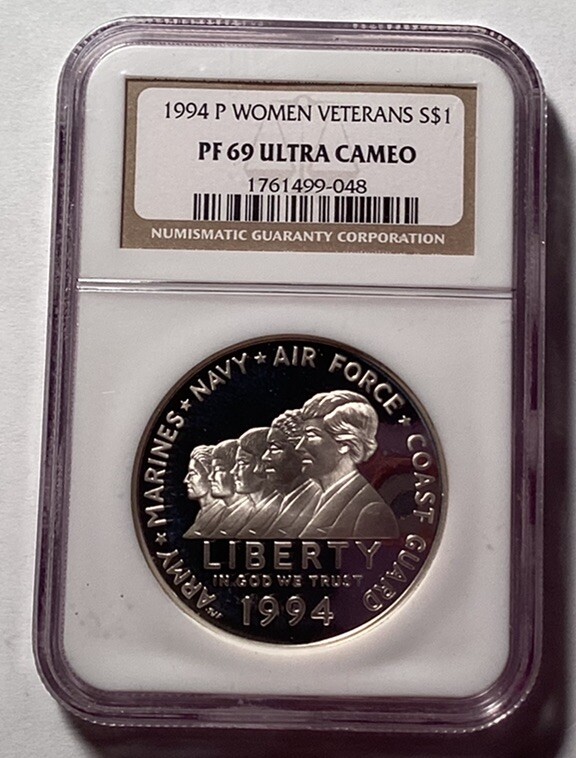 1994 P WOMEN VETERANS S$1
PF 69 ULTRA CAMEO
1761499-048
NUMISMATIC GUARANTY CORPORATION
ARMY ★ MARINES ★ NAVY ★ AIR FORCE ★ COAST GUARD
LIBERTY
IN GOD WE TRUST
1994